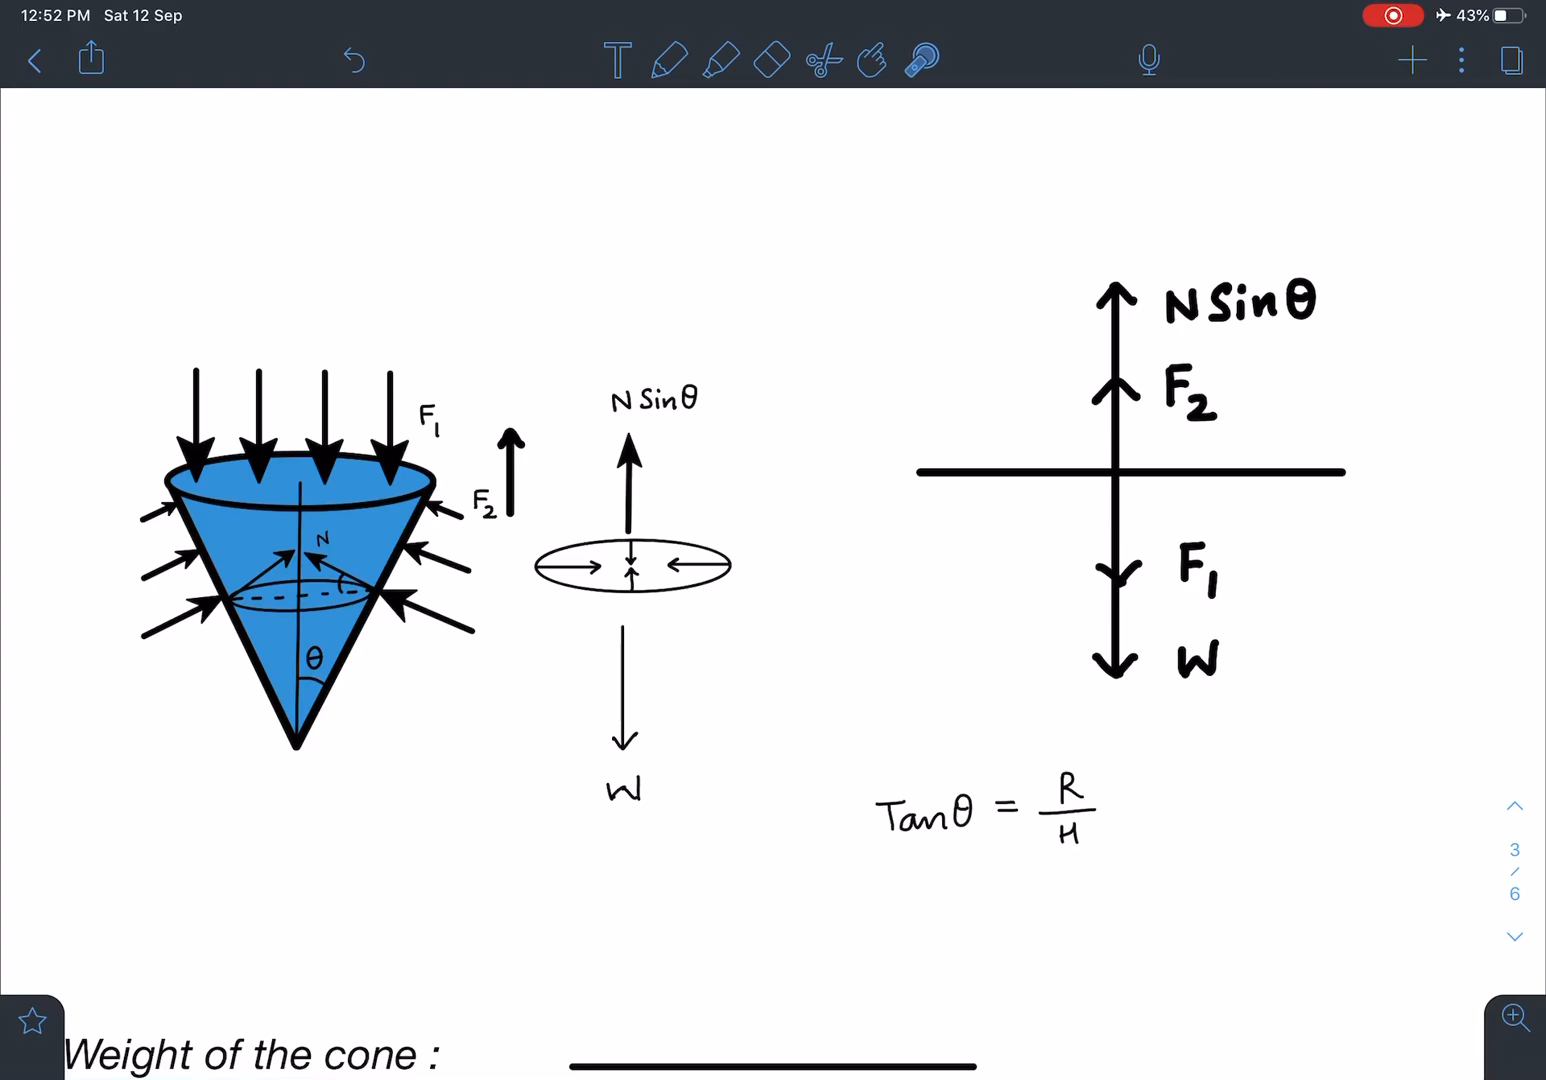 12:52 PM Sat 12 Sep
43%
T
N Sinθ
F2
F1
W
F1
F2
N Sinθ
N
θ
W
Tanθ = R/H
3
/
6
Weight of the cone :